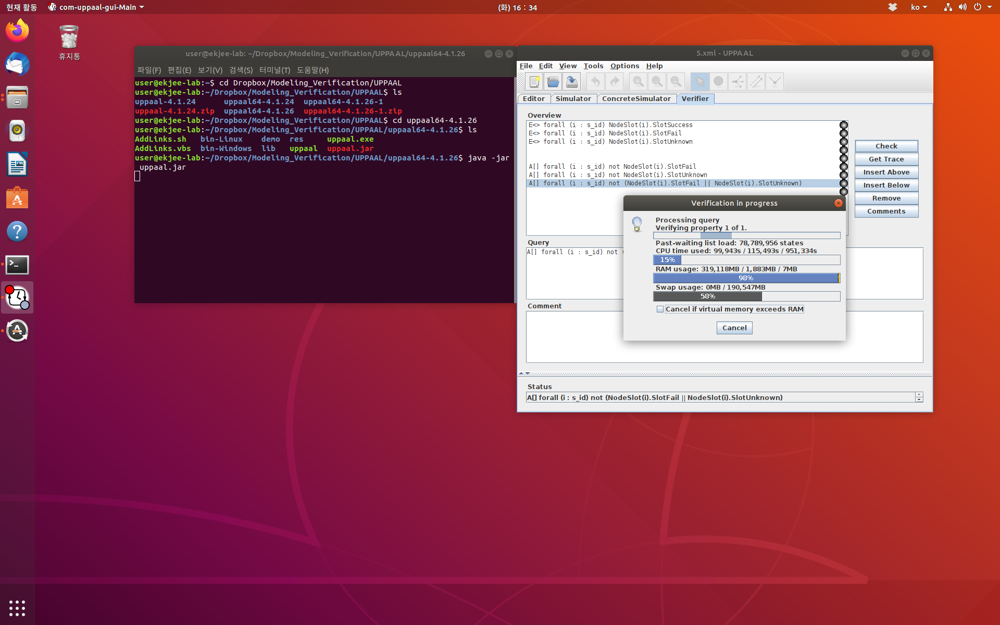 현재 활동
com-uppaal-gui-Main
(화) 16 : 34
ko
휴지통
user@ekjee-lab: ~/Dropbox/Modeling_Verification/UPPAAL/uppaal64-4.1.26
파일(F) 편집(E) 보기(V) 검색(S) 터미널(T) 도움말(H)
user@ekjee-lab:~$ cd Dropbox/Modeling_Verification/UPPAAL
user@ekjee-lab:~/Dropbox/Modeling_Verification/UPPAAL$ ls
uppaal-4.1.24 uppaal64-4.1.24 uppaal64-4.1.26-1
uppaal-4.1.24.zip uppaal64-4.1.26 uppaal64-4.1.26-1.zip
user@ekjee-lab:~/Dropbox/Modeling_Verification/UPPAAL$ cd uppaal64-4.1.26
user@ekjee-lab:~/Dropbox/Modeling_Verification/UPPAAL/uppaal64-4.1.26$ ls
AddLinks.sh bin-Linux demo res uppaal.exe
AddLinks.vbs bin-Windows lib uppaal uppaal.jar
user@ekjee-lab:~/Dropbox/Modeling_Verification/UPPAAL/uppaal64-4.1.26$ java -jar
uppaal.jar
5.xml - UPPAAL
File Edit View Tools Options Help
Editor Simulator ConcreteSimulator Verifier
Overview
E<> forall (i : s_id) NodeSlot(i).SlotSuccess
E<> forall (i : s_id) NodeSlot(i).SlotFail
E<> forall (i : s_id) NodeSlot(i).SlotUnknown
A[] forall (i : s_id) not NodeSlot(i).SlotFail
A[] forall (i : s_id) not NodeSlot(i).SlotUnknown
A[] forall (i : s_id) not (NodeSlot(i).SlotFail || NodeSlot(i).SlotUnknown)
Check
Get Trace
Insert Above
Insert Below
Remove
Comments
Verification in progress
Processing query
Verifying property 1 of 1.
Past-waiting list load: 78,789,956 states
CPU time used: 99,943s / 115,493s / 951,334s
15%
RAM usage: 319,118MB / 1,883MB / 7MB
98%
Swap usage: 0MB / 190,547MB
58%
Cancel if virtual memory exceeds RAM
Cancel
Query
A[] forall (i : s_id) not (
Comment
Status
A[] forall (i : s_id) not (NodeSlot(i).SlotFail || NodeSlot(i).SlotUnknown)